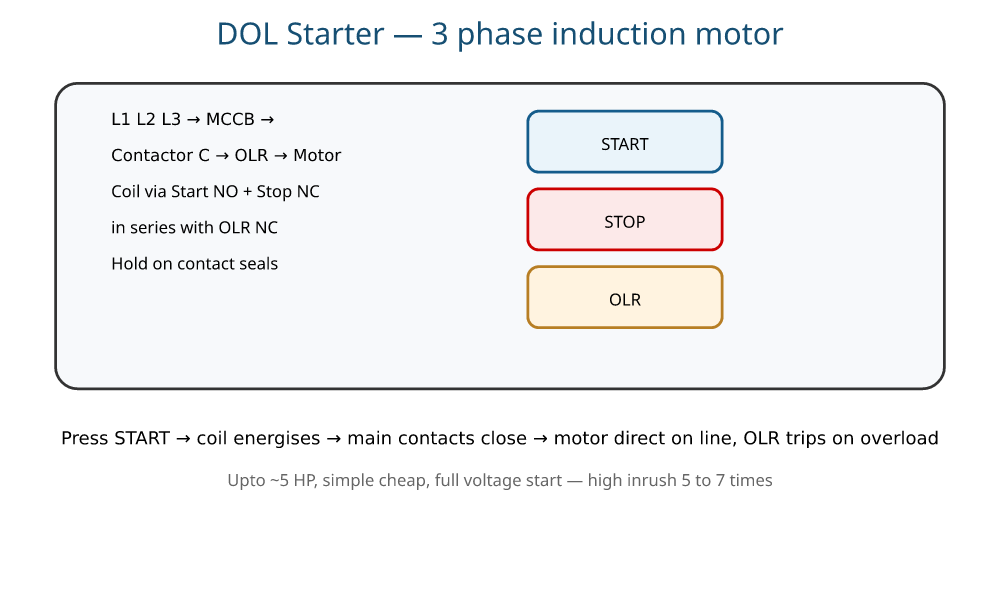 DOL Starter — 3 phase induction motor
L1 L2 L3 → MCCB →
Contactor C → OLR → Motor
Coil via Start NO + Stop NC
in series with OLR NC
Hold on contact seals
START
STOP
OLR
Press START → coil energises → main contacts close → motor direct on line, OLR trips on overload
Upto ~5 HP, simple cheap, full voltage start — high inrush 5 to 7 times